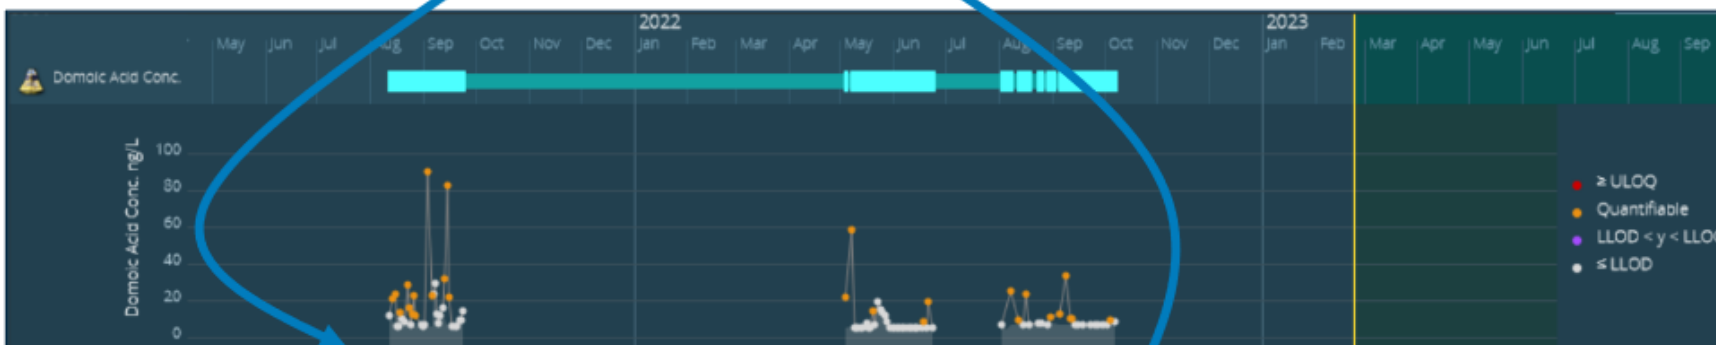 2022 2023
May Jun Jul Aug Sep Oct Nov Dec Jan Feb Mar Apr May Jun Jul Aug Sep Oct Nov Dec Jan Feb Mar Apr May Jun Jul Aug Sep
Domoic Acid Conc.
Domoic Acid Conc. ng/L
100
80
60
40
20
0
≥ ULOQ
Quantifiable
LLOD < y < LLOQ
≤ LLOD